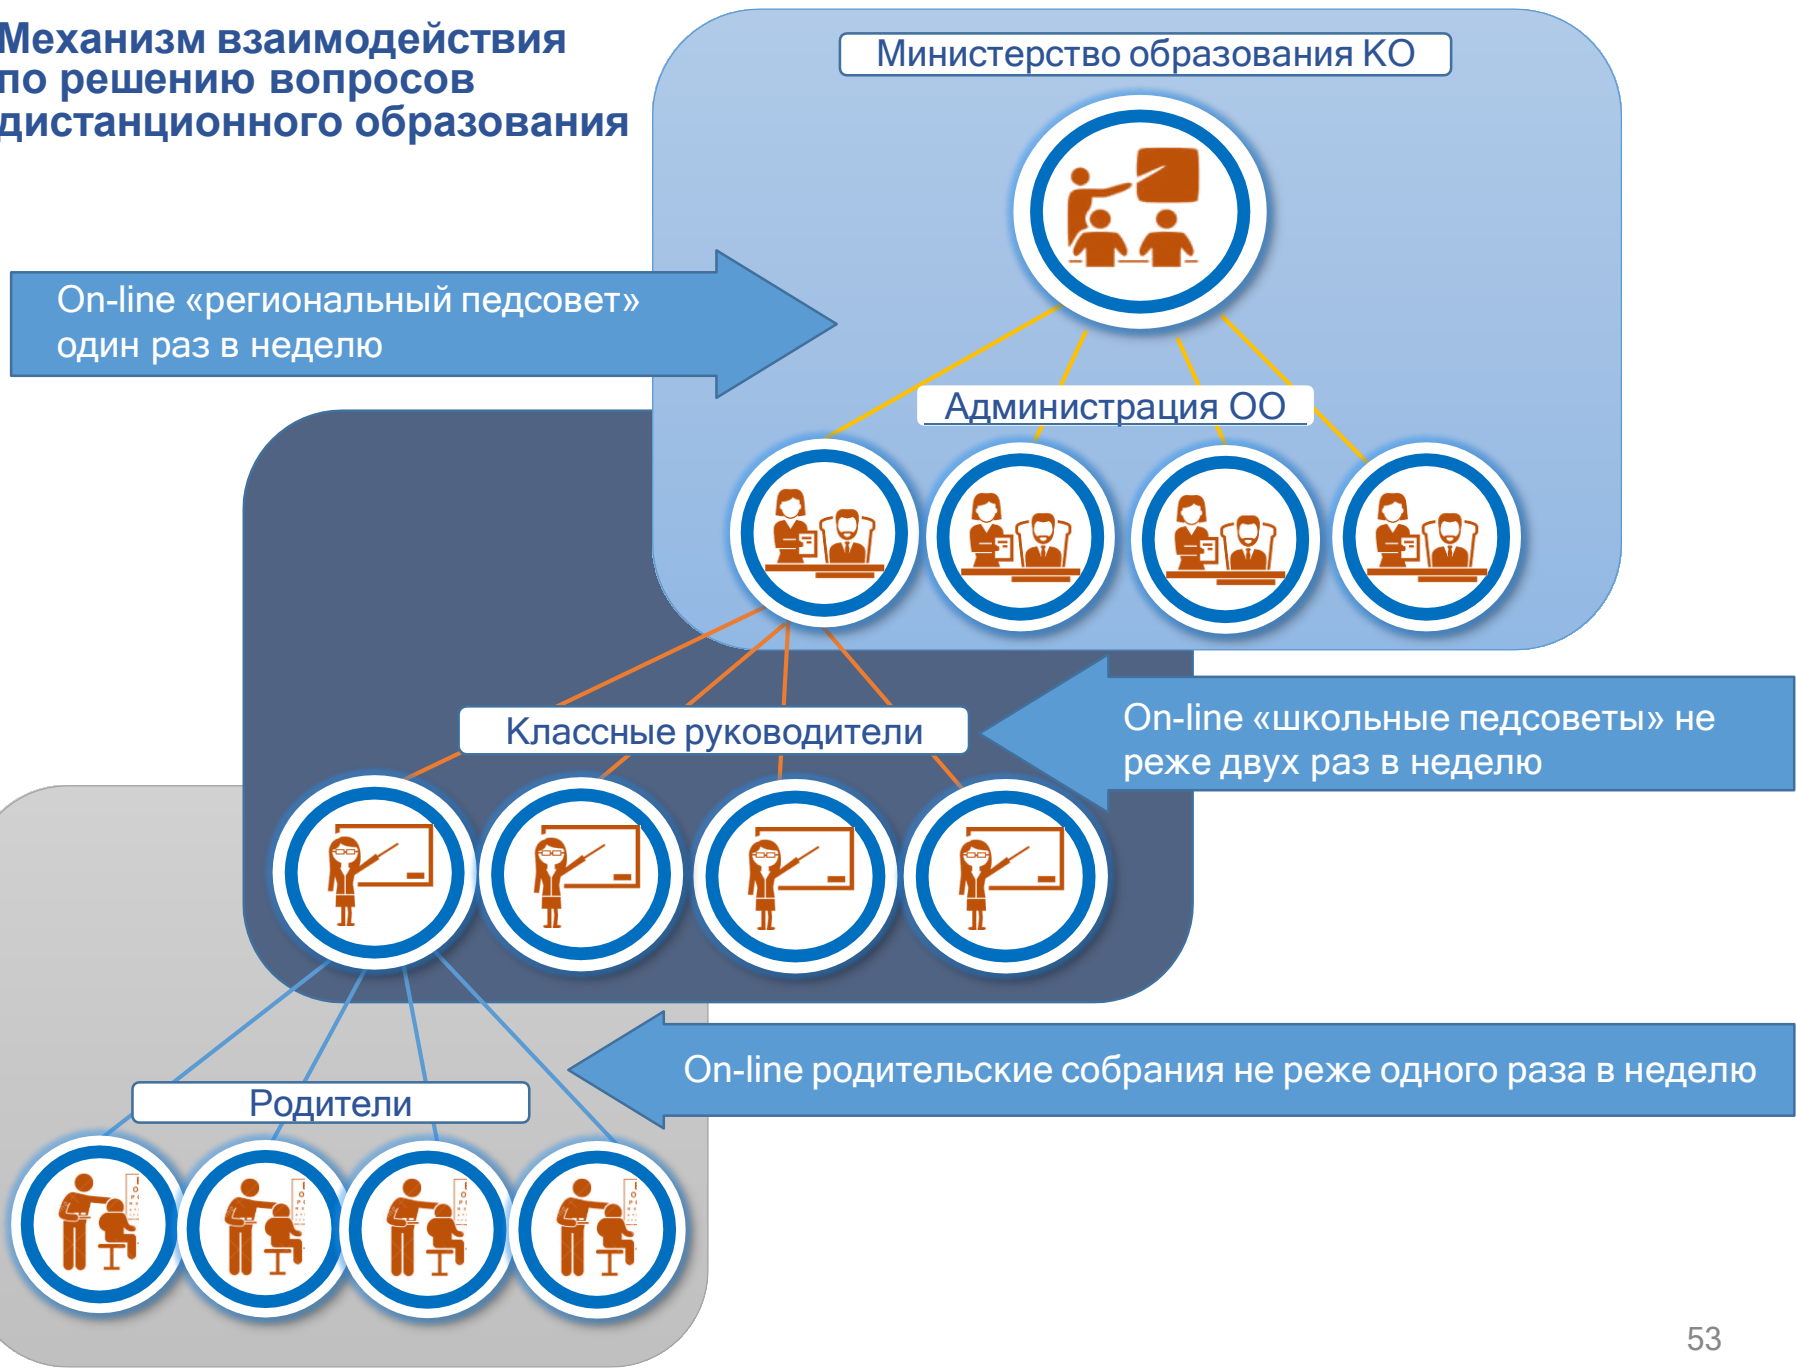 Механизм взаимодействия
по решению вопросов
дистанционного образования
Министерство образования КО
On-line «региональный педсовет»
один раз в неделю
Администрация ОО
Классные руководители
On-line «школьные педсоветы» не
реже двух раз в неделю
On-line родительские собрания не реже одного раза в неделю
Родители
53